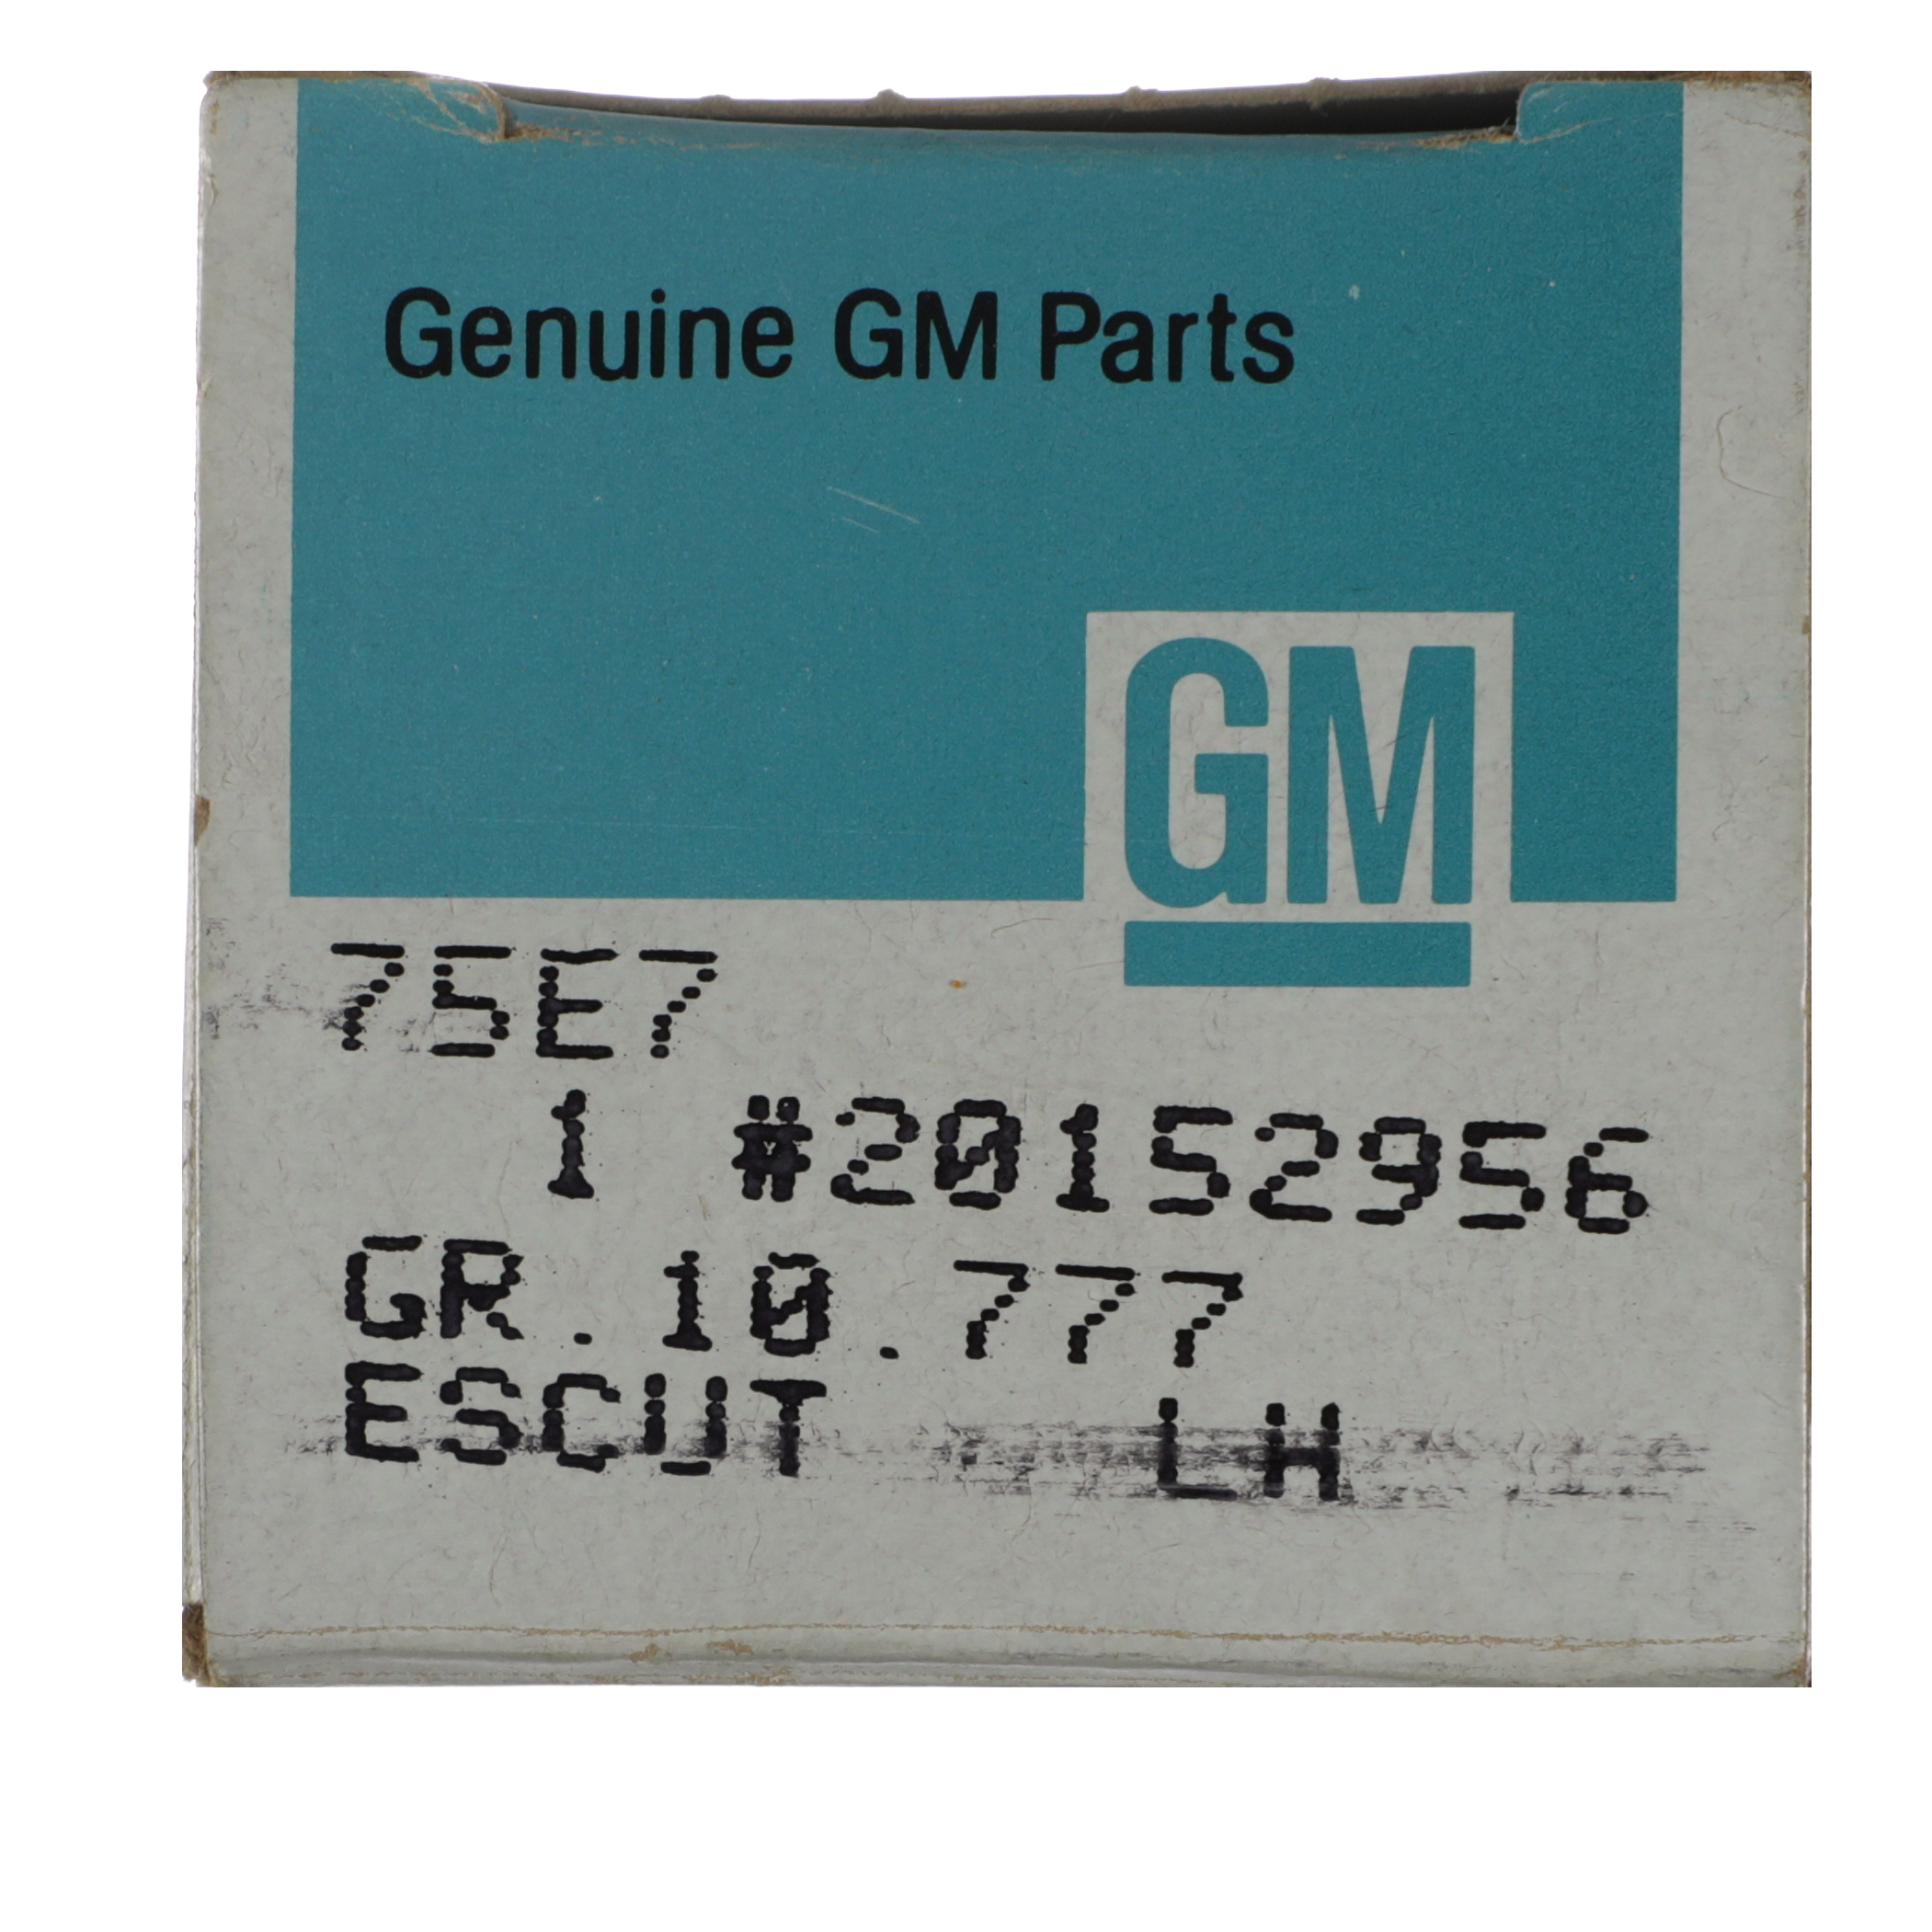 Genuine GM Parts
GM
75E7
1 #20152956
GR.10.777
ESCUT LH